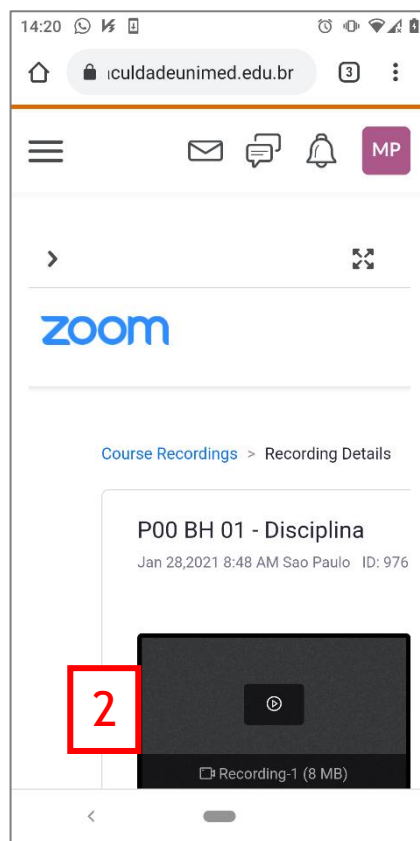 14:20
ıculdadeunimed.edu.br 3
MP
zoom
Course Recordings > Recording Details
P00 BH 01 - Disciplina
Jan 28,2021 8:48 AM Sao Paulo ID: 976
2
Recording-1 (8 MB)